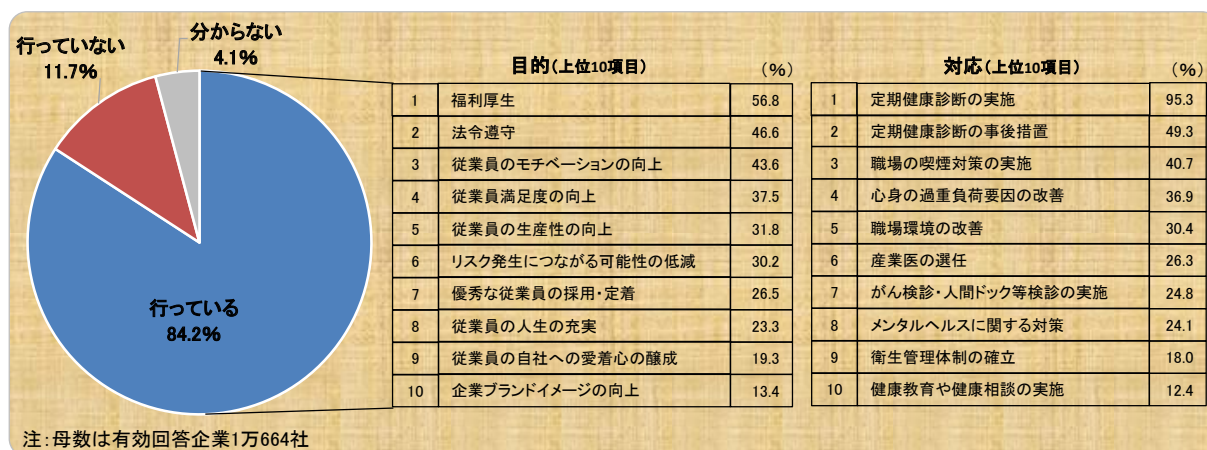 行っていない
11.7%
分からない
4.1%
行っている
84.2%
目的(上位10項目) (%)
1 福利厚生 56.8
2 法令遵守 46.6
3 従業員のモチベーションの向上 43.6
4 従業員満足度の向上 37.5
5 従業員の生産性の向上 31.8
6 リスク発生につながる可能性の低減 30.2
7 優秀な従業員の採用・定着 26.5
8 従業員の人生の充実 23.3
9 従業員の自社への愛着心の醸成 19.3
10 企業ブランドイメージの向上 13.4
対応(上位10項目) (%)
1 定期健康診断の実施 95.3
2 定期健康診断の事後措置 49.3
3 職場の喫煙対策の実施 40.7
4 心身の過重負荷要因の改善 36.9
5 職場環境の改善 30.4
6 産業医の選任 26.3
7 がん検診・人間ドック等検診の実施 24.8
8 メンタルヘルスに関する対策 24.1
9 衛生管理体制の確立 18.0
10 健康教育や健康相談の実施 12.4
注:母数は有効回答企業1万664社